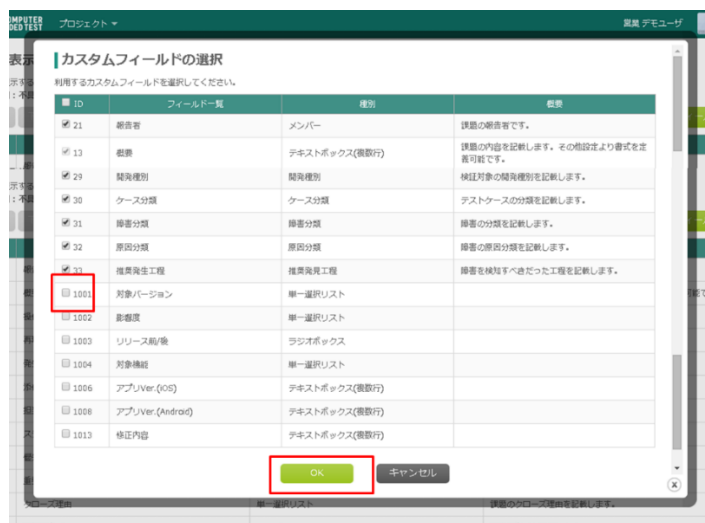 OMPUTER
DED TEST プロジェクト 黒黒 デモユーザ
カスタムフィールドの選択
利用するカスタムフィールドを選択してください。
ID フィールド一覧 種別 概要
21 報告者 メンバー 課題の報告者です。
13 概要 テキストボックス(複数行) 課題の内容を記載します。その他設定より書式を定
義可能です。
29 開発種別 開発種別 検証対象の開発種別を記載します。
30 ケース分類 ケース分類 テストケースの分類を記載します。
31 障害分類 障害分類 障害の分類を記載します。
32 原因分類 原因分類 障害の原因分類を記載します。
33 推奨発生工程 推奨発見工程 障害を検知すべきだった工程を記載します。
1001 対象バージョン 単一選択リスト
1002 影響度 単一選択リスト
1003 リリース前/後 ラジオボックス
1004 対象機能 単一選択リスト
1006 アプリVer.(iOS) テキストボックス(複数行)
1008 アプリVer.(Android) テキストボックス(複数行)
1013 修正内容 テキストボックス(複数行)
OK キャンセル
クローズ理由 単一選択リスト 課題のクローズ理由を記載します。